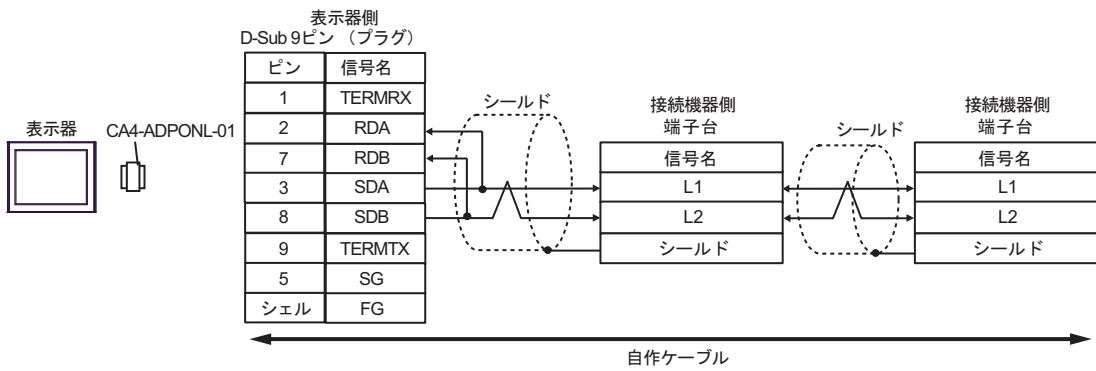 表示器
CA4-ADPONL-01
表示器側
D-Sub 9ピン （プラグ）
ピン 信号名
1 TERMRX
2 RDA
7 RDB
3 SDA
8 SDB
9 TERMTX
5 SG
シェル FG
シールド
接続機器側
端子台
信号名
L1
L2
シールド
シールド
接続機器側
端子台
信号名
L1
L2
シールド
自作ケーブル